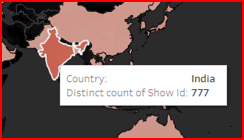 Country: India
Distinct count of Show Id: 777